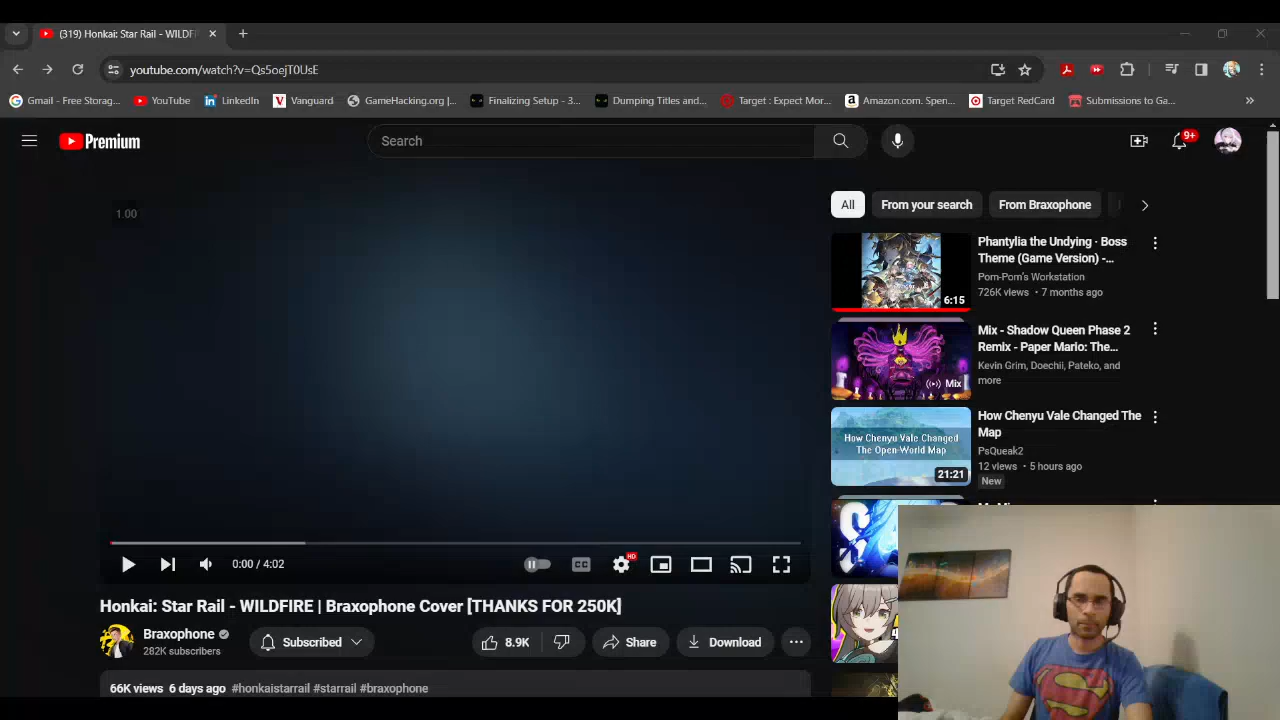 (319) Honkai: Star Rail - WILDFI
youtube.com/watch?v=Qs5oejT0UsE
Gmail - Free Storag... YouTube LinkedIn Vanguard GameHacking.org |... Finalizing Setup - 3... Dumping Titles and... Target : Expect Mor... Amazon.com. Spen... Target RedCard Submissions to Ga...
Premium
Search
9+
1.00
All From your search From Braxophone
Phantylia the Undying - Boss
Theme (Game Version) -...
Pom-Pom's Workstation
726K views • 7 months ago
6:15
Mix - Shadow Queen Phase 2
Remix - Paper Mario: The...
Kevin Grim, Doechii, Pateko, and
more
Mix
How Chenyu Vale Changed
The Open-World Map
21:21
How Chenyu Vale Changed The
Map
PsQueak2
12 views • 5 hours ago
New
0:00 / 4:02
CC
HD
Honkai: Star Rail - WILDFIRE | Braxophone Cover [THANKS FOR 250K]
Braxophone
282K subscribers
Subscribed
8.9K
Share
Download
66K views 6 days ago #honkaistarrail #starrail #braxophone